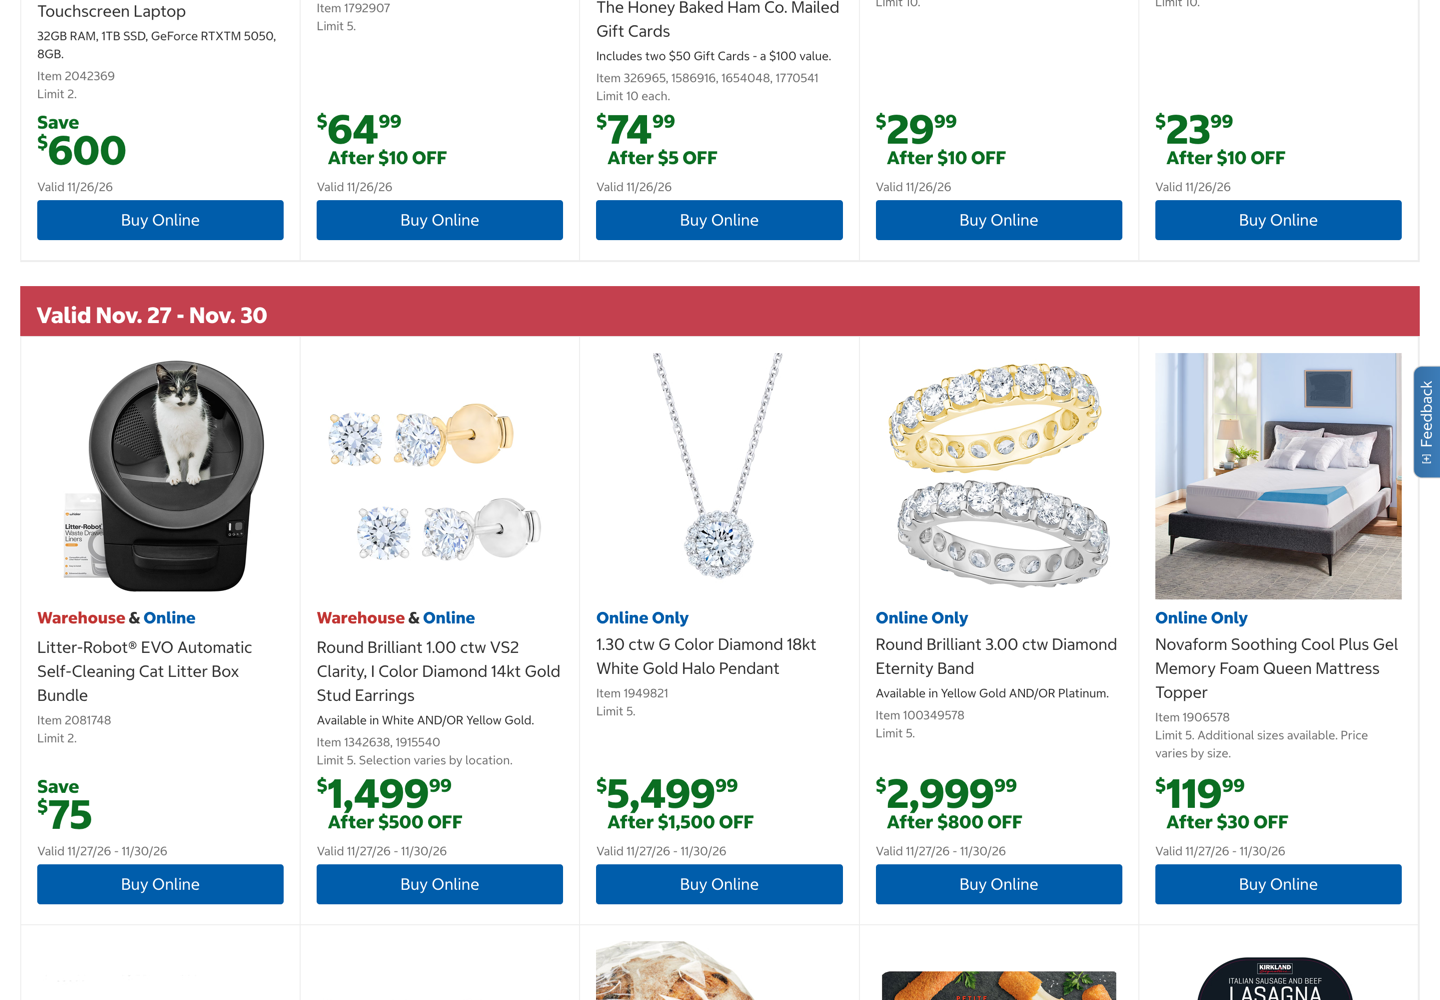 Touchscreen Laptop
32GB RAM, 1TB SSD, GeForce RTXTM 5050,
8GB.
Item 2042369
Limit 2.
Save
$600
Valid 11/26/26
Buy Online
Item 1792907
Limit 5.
$64.99
After $10 OFF
Valid 11/26/26
Buy Online
The Honey Baked Ham Co. Mailed
Gift Cards
Includes two $50 Gift Cards - a $100 value.
Item 326965, 1586916, 1654048, 1770541
Limit 10 each.
$74.99
After $5 OFF
Valid 11/26/26
Buy Online
Limit 10.
$29.99
After $10 OFF
Valid 11/26/26
Buy Online
Limit 10.
$23.99
After $10 OFF
Valid 11/26/26
Buy Online
Valid Nov. 27 - Nov. 30
Litter-Robot
Waste Drawer
Liners
Warehouse & Online
Litter-Robot® EVO Automatic
Self-Cleaning Cat Litter Box
Bundle
Item 2081748
Limit 2.
Save
$75
Valid 11/27/26 - 11/30/26
Buy Online
Warehouse & Online
Round Brilliant 1.00 ctw VS2
Clarity, I Color Diamond 14kt Gold
Stud Earrings
Available in White AND/OR Yellow Gold.
Item 1342638, 1915540
Limit 5. Selection varies by location.
$1,499.99
After $500 OFF
Valid 11/27/26 - 11/30/26
Buy Online
Online Only
1.30 ctw G Color Diamond 18kt
White Gold Halo Pendant
Item 1949821
Limit 5.
$5,499.99
After $1,500 OFF
Valid 11/27/26 - 11/30/26
Buy Online
Online Only
Round Brilliant 3.00 ctw Diamond
Eternity Band
Available in Yellow Gold AND/OR Platinum.
Item 100349578
Limit 5.
$2,999.99
After $800 OFF
Valid 11/27/26 - 11/30/26
Buy Online
Online Only
Novaform Soothing Cool Plus Gel
Memory Foam Queen Mattress
Topper
Item 1906578
Limit 5. Additional sizes available. Price
varies by size.
$119.99
After $30 OFF
Valid 11/27/26 - 11/30/26
Buy Online
[+] Feedback
PETITE
KIRKLAND
ITALIAN SAUSAGE AND BEEF
LASAGNA